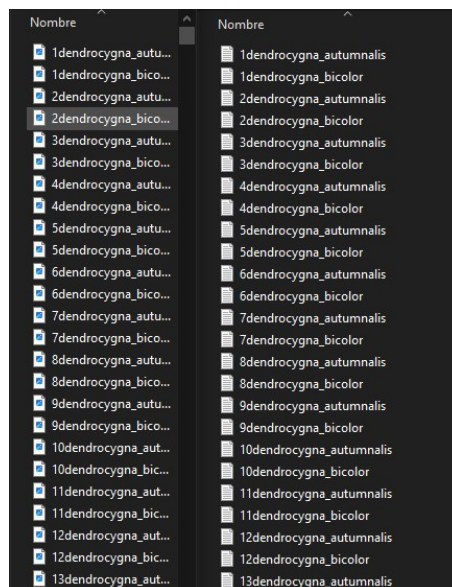 Nombre
1dendrocygna_autu...
1dendrocygna_bico...
2dendrocygna_autu...
2dendrocygna_bico...
3dendrocygna_autu...
3dendrocygna_bico...
4dendrocygna_autu...
4dendrocygna_bico...
5dendrocygna_autu...
5dendrocygna_bico...
6dendrocygna_autu...
6dendrocygna_bico...
7dendrocygna_autu...
7dendrocygna_bico...
8dendrocygna_autu...
8dendrocygna_bico...
9dendrocygna_autu...
9dendrocygna_bico...
10dendrocygna_aut...
10dendrocygna_bic...
11dendrocygna_aut...
11dendrocygna_bic...
12dendrocygna_aut...
12dendrocygna_bic...
13dendrocygna_aut...
Nombre
1dendrocygna_autumnalis
1dendrocygna_bicolor
2dendrocygna_autumnalis
2dendrocygna_bicolor
3dendrocygna_autumnalis
3dendrocygna_bicolor
4dendrocygna_autumnalis
4dendrocygna_bicolor
5dendrocygna_autumnalis
5dendrocygna_bicolor
6dendrocygna_autumnalis
6dendrocygna_bicolor
7dendrocygna_autumnalis
7dendrocygna_bicolor
8dendrocygna_autumnalis
8dendrocygna_bicolor
9dendrocygna_autumnalis
9dendrocygna_bicolor
10dendrocygna_autumnalis
10dendrocygna_bicolor
11dendrocygna_autumnalis
11dendrocygna_bicolor
12dendrocygna_autumnalis
12dendrocygna_bicolor
13dendrocygna_autumnalis